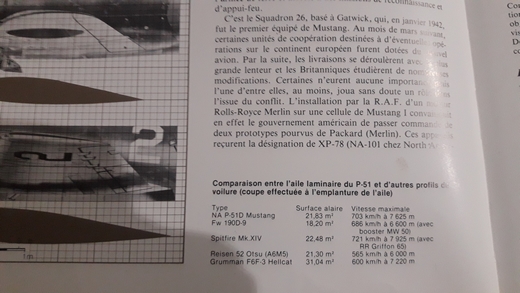 reconnaissance et
d'appui-feu.
C'est le Squadron 26, basé à Gatwick, qui, en janvier 1942,
fut le premier équipé de Mustang. Au mois de mars suivant,
certaines unités de coopération destinées à d'éventuelles opé-
rations sur le continent européen furent dotées du
avion. Par la suite, les livraisons se déroulèrent avec plus
grande lenteur et les Britanniques étudièrent de
modifications. Certaines n'eurent aucune
l'une d'entre elles, au moins, joua sans doute un
l'issue du conflit. L'installation par la R.A.F. d'un
Rolls-Royce Merlin sur une cellule de Mustang I
en effet le gouvernement américain de passer commande de
deux prototypes pourvus de Packard (Merlin). Ces
reçurent la désignation de XP-78 (NA-101 chez North
Comparaison entre l'aile laminaire du P-51 et d'autres profils de
voilure (coupe effectuée à l'emplanture de l'aile)
Type Surface alaire Vitesse maximale
NA P-51D Mustang 21,83 m² 703 km/h à 7 625 m
Fw 190D-9 18,20 m² 686 km/h à 6 600 m (avec
booster MW 50)
Spitfire Mk.XIV 22,48 m² 721 km/h à 7 925 m (avec
RR Griffon 65)
Reisen 52 Otsu (A6M5) 21,30 m² 565 km/h à 6 000 m
Grumman F6F-3 Hellcat 31,04 m² 600 km/h à 7 220 m
1m
2